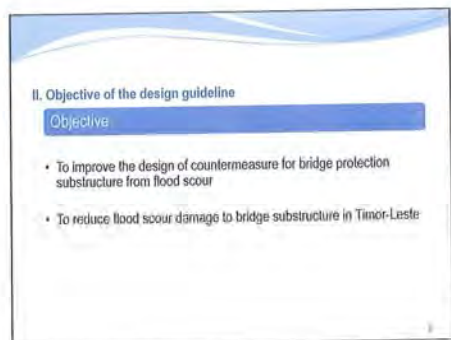 II. Objective of the design guideline
Objective
• To improve the design of countermeasure for bridge protection
substructure from flood scour
• To reduce flood scour damage to bridge substructure in Timor-Leste